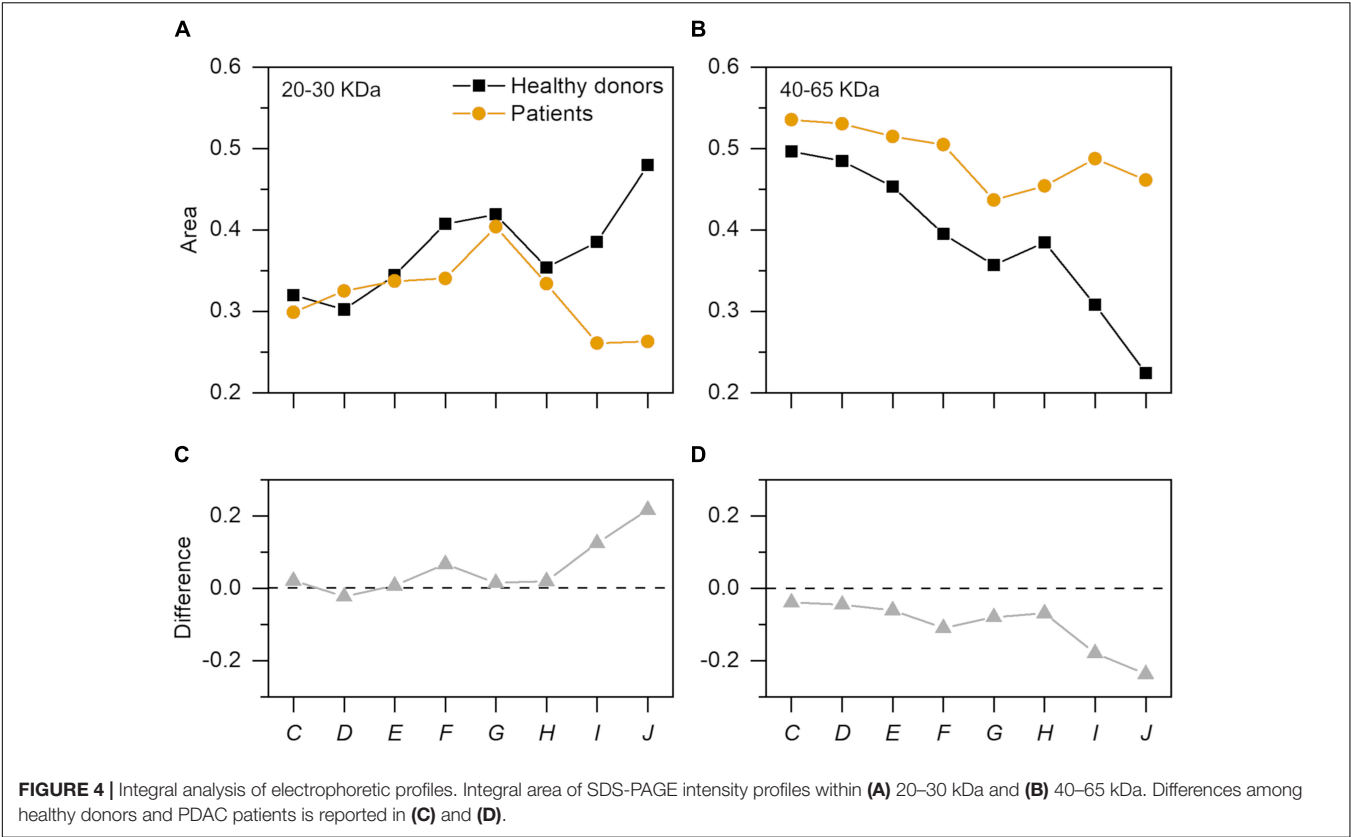 A
B
0.6
0.5
0.4
0.3
0.2
Area
20-30 KDa
Healthy donors
Patients
0.6
0.5
0.4
0.3
0.2
40-65 KDa
C
D
0.2
0.0
-0.2
Difference
C D E F G H I J
0.2
0.0
-0.2
C D E F G H I J
FIGURE 4 | Integral analysis of electrophoretic profiles. Integral area of SDS-PAGE intensity profiles within (A) 20–30 kDa and (B) 40–65 kDa. Differences among
healthy donors and PDAC patients is reported in (C) and (D).